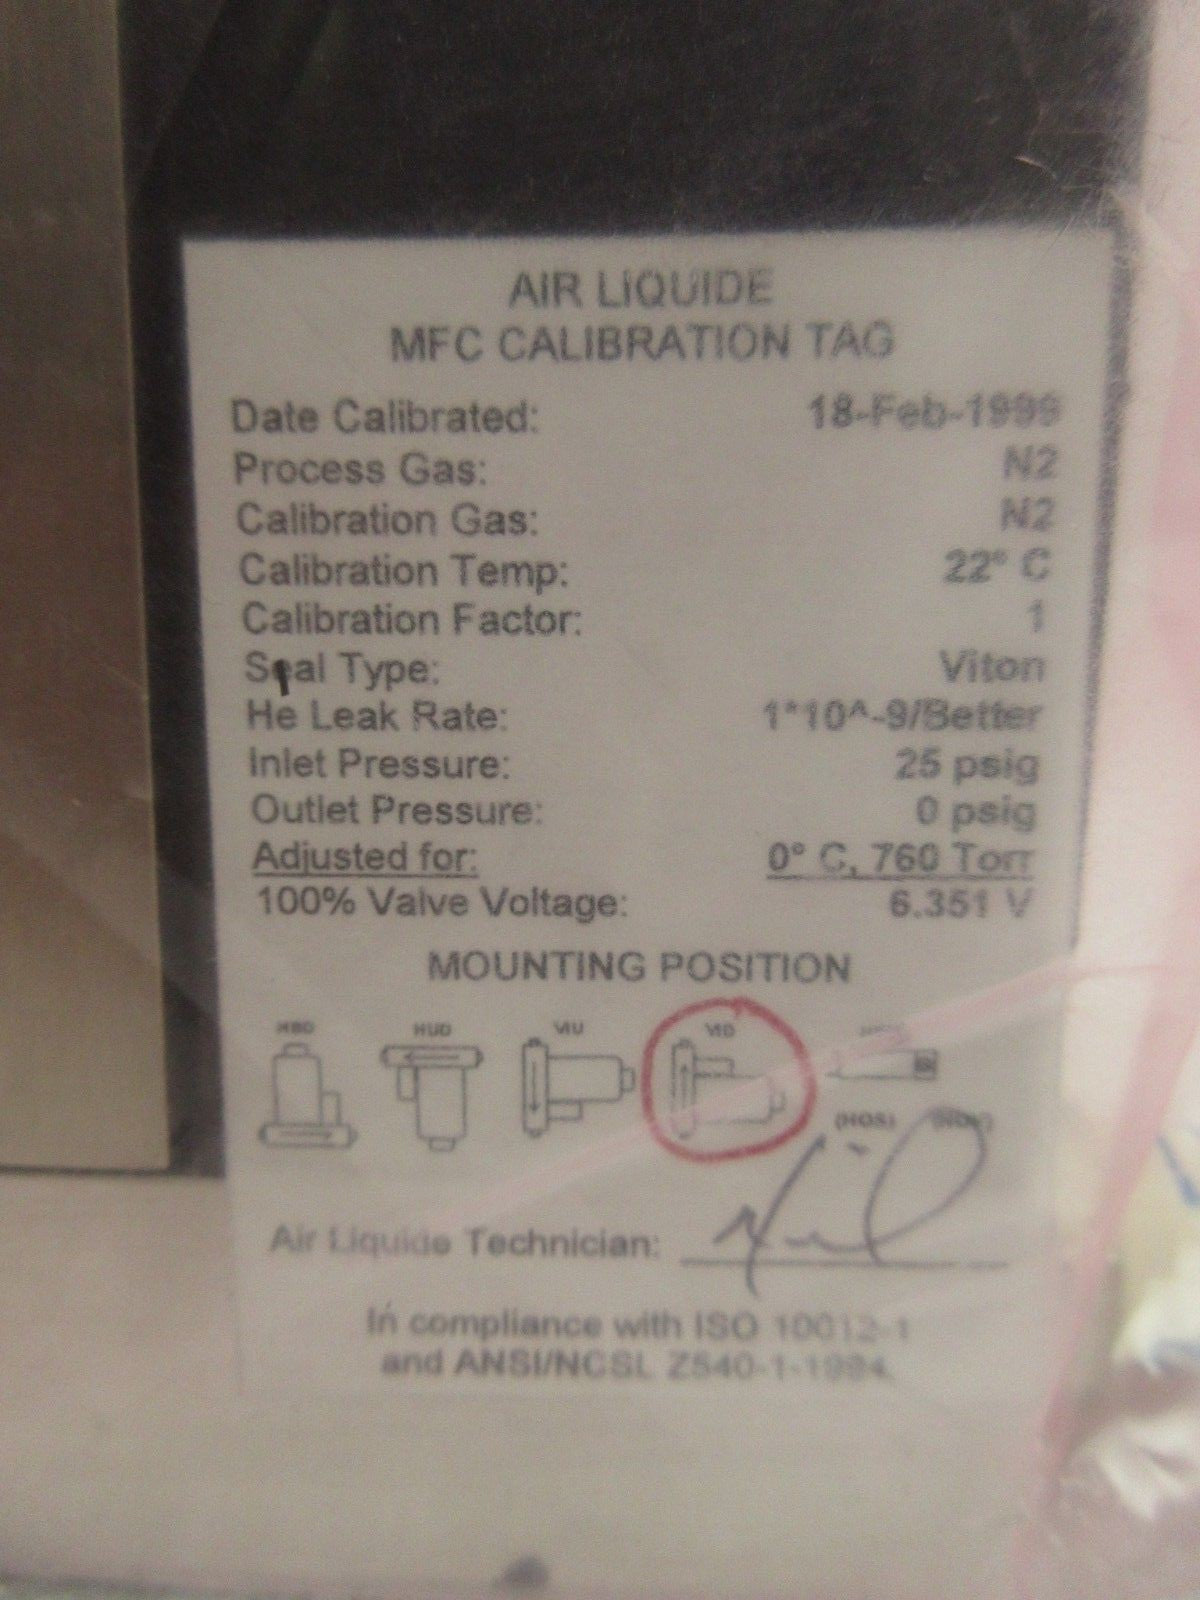 AIR LIQUIDE
MFC CALIBRATION TAG
Date Calibrated: 18-Feb-1999
Process Gas: N2
Calibration Gas: N2
Calibration Temp: 22° C
Calibration Factor: 1
Seal Type: Viton
He Leak Rate: 1*10^-9/Better
Inlet Pressure: 25 psig
Outlet Pressure: 0 psig
Adjusted for: 0° C, 760 Torr
100% Valve Voltage: 6.351 V
MOUNTING POSITION
HBD HUD VIU VID
(HOS)
Air Liquide Technician:
In compliance with ISO 10012-1
and ANSI/NCSL Z540-1-1994.